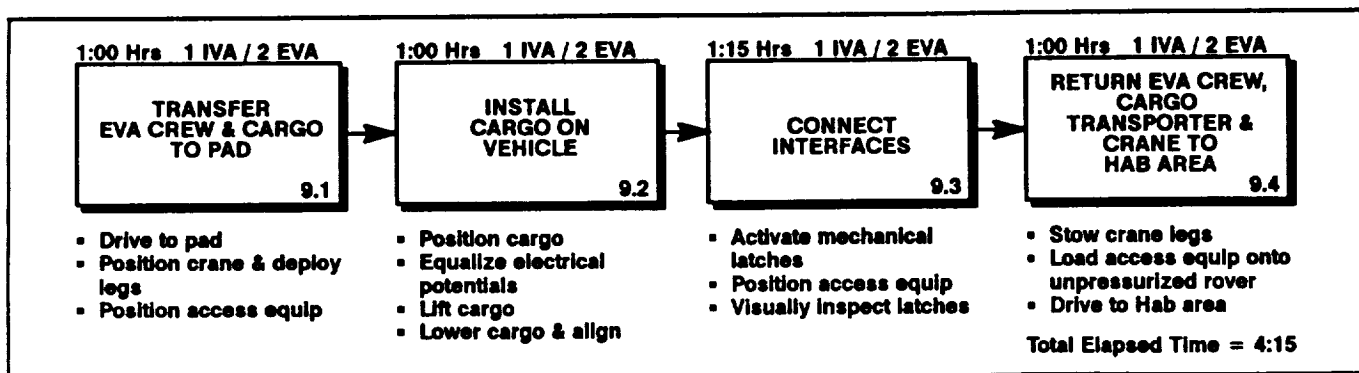 1:00 Hrs 1 IVA / 2 EVA
TRANSFER
EVA CREW & CARGO
TO PAD
9.1
▪ Drive to pad
▪ Position crane & deploy
legs
▪ Position access equip
1:00 Hrs 1 IVA / 2 EVA
INSTALL
CARGO ON
VEHICLE
9.2
▪ Position cargo
▪ Equalize electrical
potentials
▪ Lift cargo
▪ Lower cargo & align
1:15 Hrs 1 IVA / 2 EVA
CONNECT
INTERFACES
9.3
▪ Activate mechanical
latches
▪ Position access equip
▪ Visually inspect latches
1:00 Hrs 1 IVA / 2 EVA
RETURN EVA CREW,
CARGO
TRANSPORTER &
CRANE TO
HAB AREA
9.4
▪ Stow crane legs
▪ Load access equip onto
unpressurized rover
▪ Drive to Hab area
Total Elapsed Time = 4:15